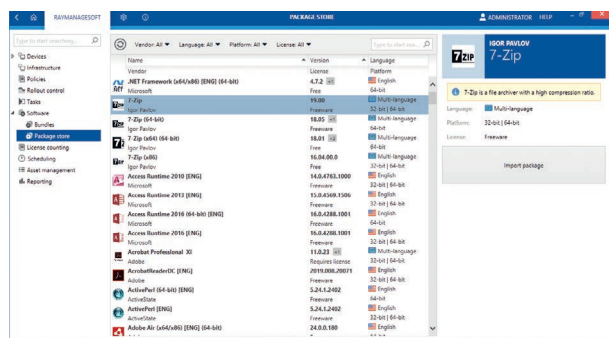 RAYMANAGESOFT
PACKAGE STORE
ADMINISTRATOR HELP
Type to start searching...
Devices
Infrastructure
Policies
Rollout control
Tasks
Software
Bundles
Package store
License counting
Scheduling
Asset management
Reporting
Vendor: All Language: All Platform: All License: All
Name Version Language
Vendor License Platform
.NET Framework (x64/x86) [ENG] (64-bit) 4.7.2 English
Microsoft Free 64-bit
7-Zip 19.00 Multi-language
Igor Pavlov Freeware 32-bit | 64-bit
7-Zip (64-bit) 18.05 Multi-language
Igor Pavlov Freeware 64-bit
7-Zip (x64) (64-bit) 18.01 Multi-language
Igor Pavlov Free 64-bit
7-Zip (x86) 16.04.00.0 Multi-language
Igor Pavlov Freeware 32-bit | 64-bit
Access Runtime 2010 [ENG] 14.0.4763.1000 English
Microsoft Freeware 32-bit | 64-bit
Access Runtime 2013 [ENG] 15.0.4569.1506 English
Microsoft Freeware 32-bit | 64-bit
Access Runtime 2016 (64-bit) [ENG] 16.0.4288.1001 English
Microsoft Freeware 64-bit
Access Runtime 2016 [ENG] 16.0.4288.1001 English
Microsoft Freeware 32-bit | 64-bit
Acrobat Professional XI 11.0.23 Multi-language
Adobe Requires license 32-bit | 64-bit
AcrobatReaderDC [ENG] 2019.008.20071 English
Adobe Freeware 32-bit | 64-bit
ActivePerl (64-bit) [ENG] 5.24.1.2402 English
ActiveState Freeware 64-bit
ActivePerl [ENG] 5.24.1.2402 English
ActiveState Freeware 32-bit | 64-bit
Adobe Air (x64/x86) [ENG] (64-bit) 24.0.0.180 English
7ZIP
IGOR PAVLOV
7-Zip
7-Zip is a file archiver with a high compression ratio.
Language: Multi-language
Platform: 32-bit | 64-bit
License: Freeware
Import package